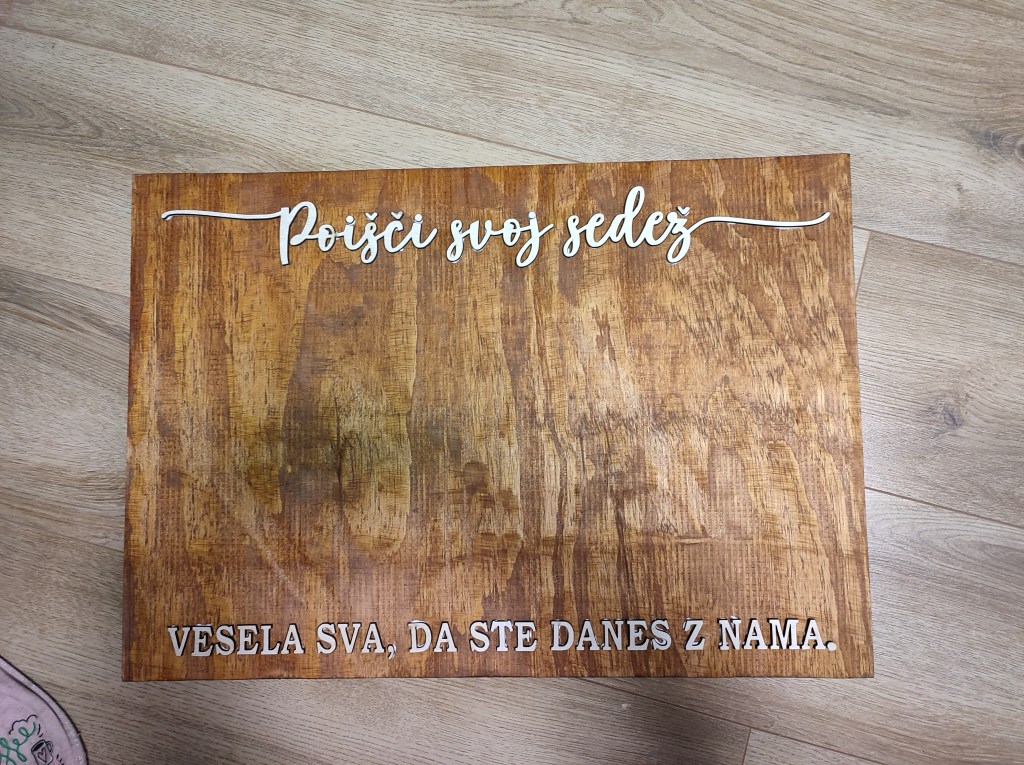 Poišči svoj sedež
VESELA SVA, DA STE DANES Z NAMA.